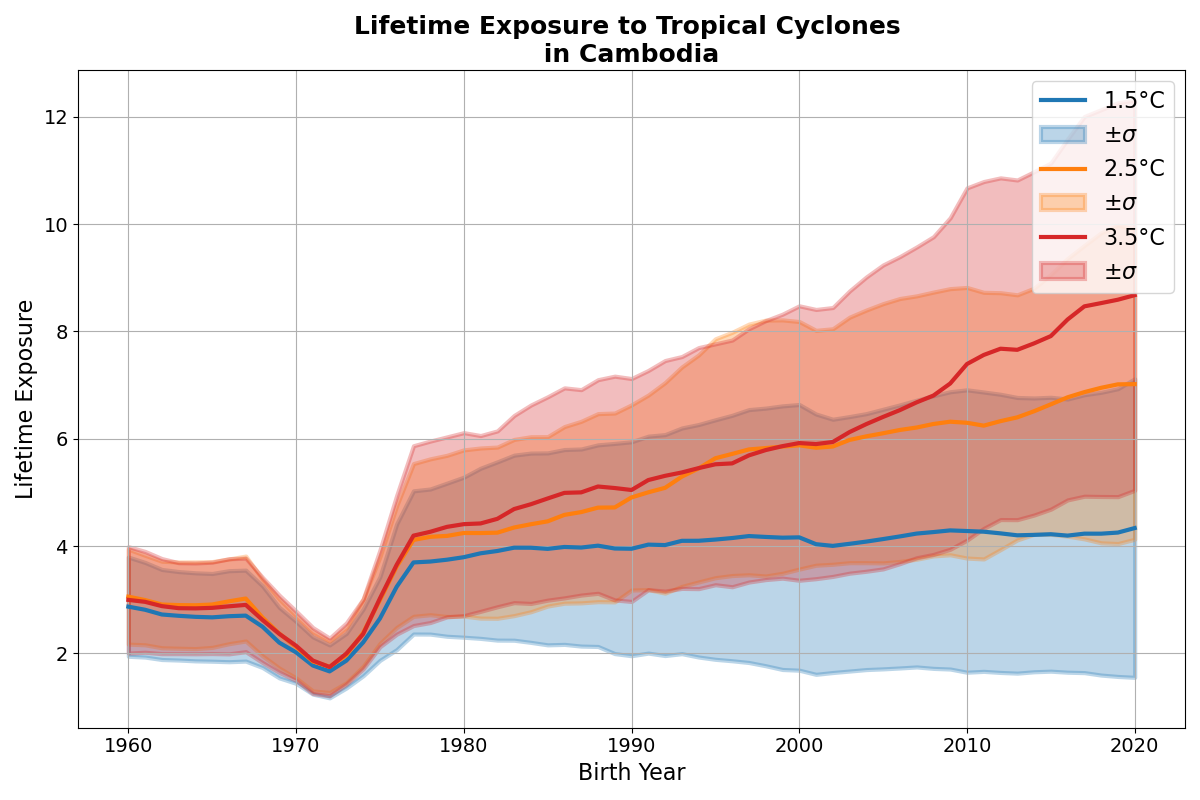 Lifetime Exposure to Tropical Cyclones
in Cambodia
1.5°C
±σ
2.5°C
±σ
3.5°C
±σ
12
10
8
6
4
2
Lifetime Exposure
1960 1970 1980 1990 2000 2010 2020
Birth Year